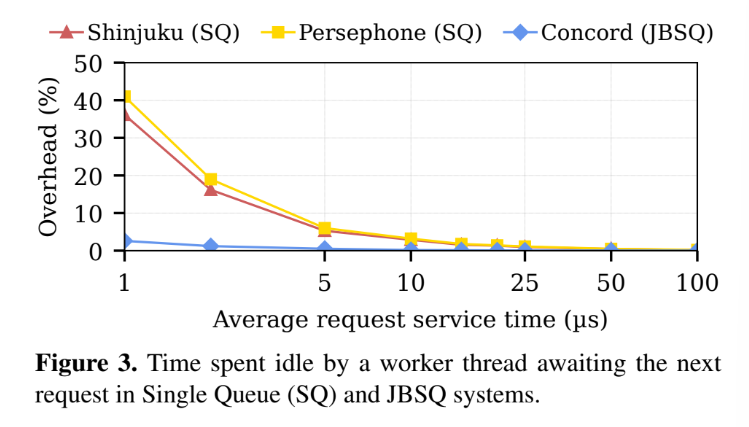 Shinjuku (SQ) Persephone (SQ) Concord (JBSQ)
Overhead (%)
50
40
30
20
10
0
1 5 10 25 50 100
Average request service time (µs)
Figure 3. Time spent idle by a worker thread awaiting the next
request in Single Queue (SQ) and JBSQ systems.